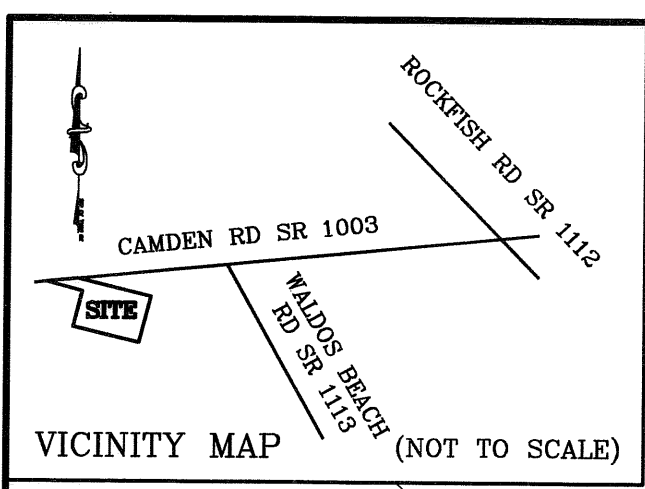 ROCKFISH RD SR 1112
CAMDEN RD SR 1003
SITE
WALDOS BEACH
RD SR 1113
VICINITY MAP (NOT TO SCALE)